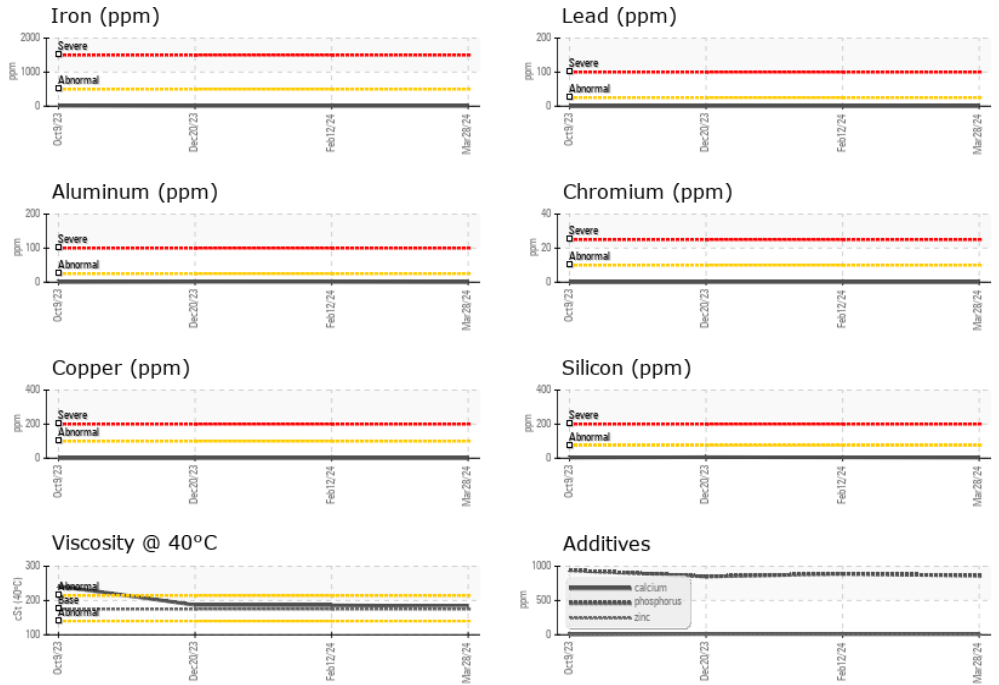 Iron (ppm)
2000
1000
0
ppm
Severe
Abnormal
Oct9/23
Dec20/23
Feb12/24
Mar28/24
Lead (ppm)
200
100
0
ppm
Severe
Abnormal
Oct9/23
Dec20/23
Feb12/24
Mar28/24
Aluminum (ppm)
200
100
0
ppm
Severe
Abnormal
Oct9/23
Dec20/23
Feb12/24
Mar28/24
Chromium (ppm)
40
20
0
ppm
Severe
Abnormal
Oct9/23
Dec20/23
Feb12/24
Mar28/24
Copper (ppm)
400
200
0
ppm
Severe
Abnormal
Oct9/23
Dec20/23
Feb12/24
Mar28/24
Silicon (ppm)
400
200
0
ppm
Severe
Abnormal
Oct9/23
Dec20/23
Feb12/24
Mar28/24
Viscosity @ 40°C
300
200
100
cSt (40°C)
Abnormal
Base
Abnormal
Oct9/23
Dec20/23
Feb12/24
Mar28/24
Additives
1000
500
0
ppm
calcium
phosphorus
zinc
Oct9/23
Dec20/23
Feb12/24
Mar28/24